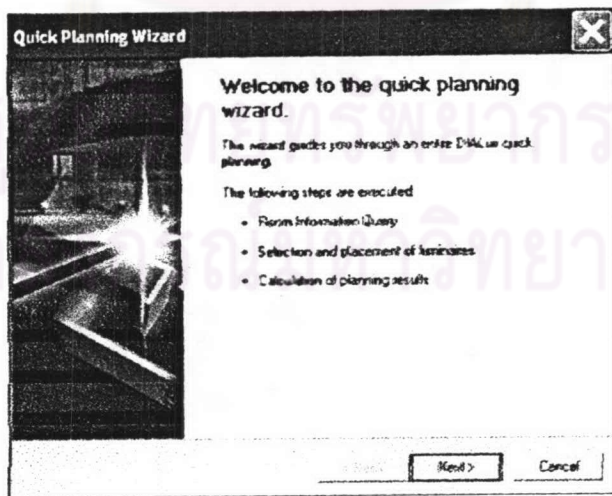 Quick Planning Wizard
Welcome to the quick planning
wizard.
This wizard guides you through an entire DIALux quick
planning.
The following steps are executed
• Room Information Query
• Selection and placement of luminaires
• Calculation of planning results
Next >
Cancel